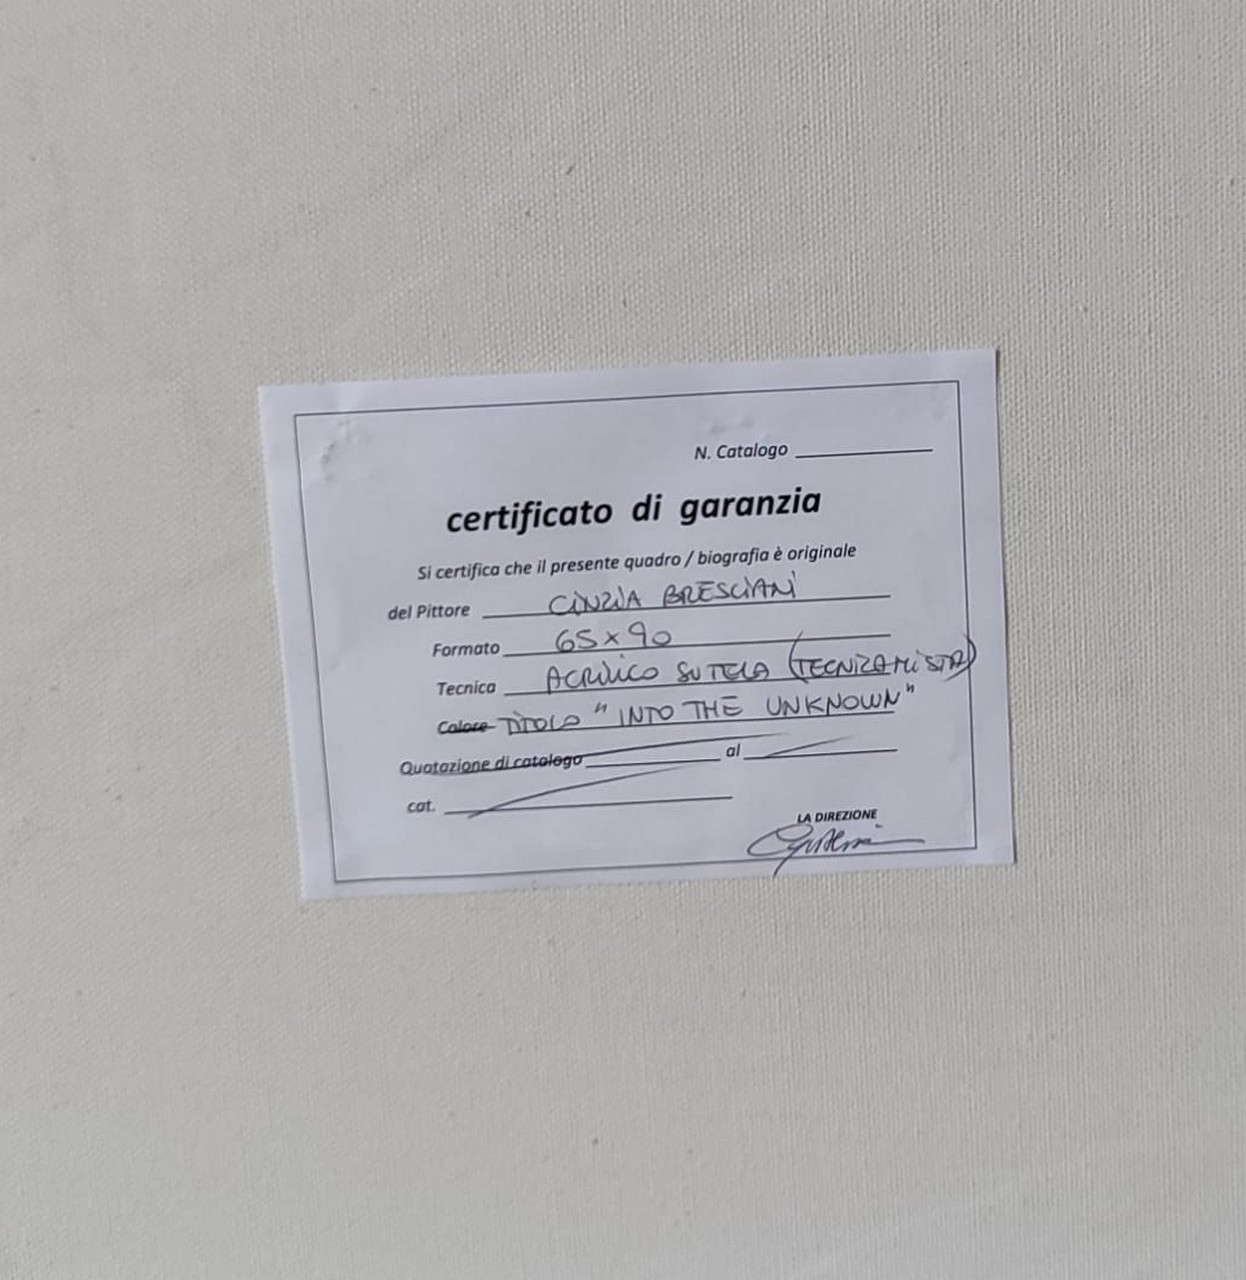 N. Catalogo
certificato di garanzia
Si certifica che il presente quadro / biografia è originale
del Pittore CINZIA BRESCIANI
Formato 65 x 90
Tecnica ACRILICO SU TELA (TECNICA MISTA)
Colore TITOLO "INTO THE UNKNOWN"
Quotazione di catalogo al
cat.
LA DIREZIONE